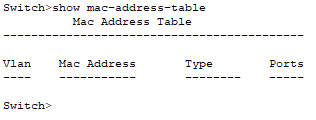 Switch>show mac-address-table
          Mac Address Table
-------------------------------------------

Vlan    Mac Address       Type        Ports
----    -----------       --------    -----

Switch>